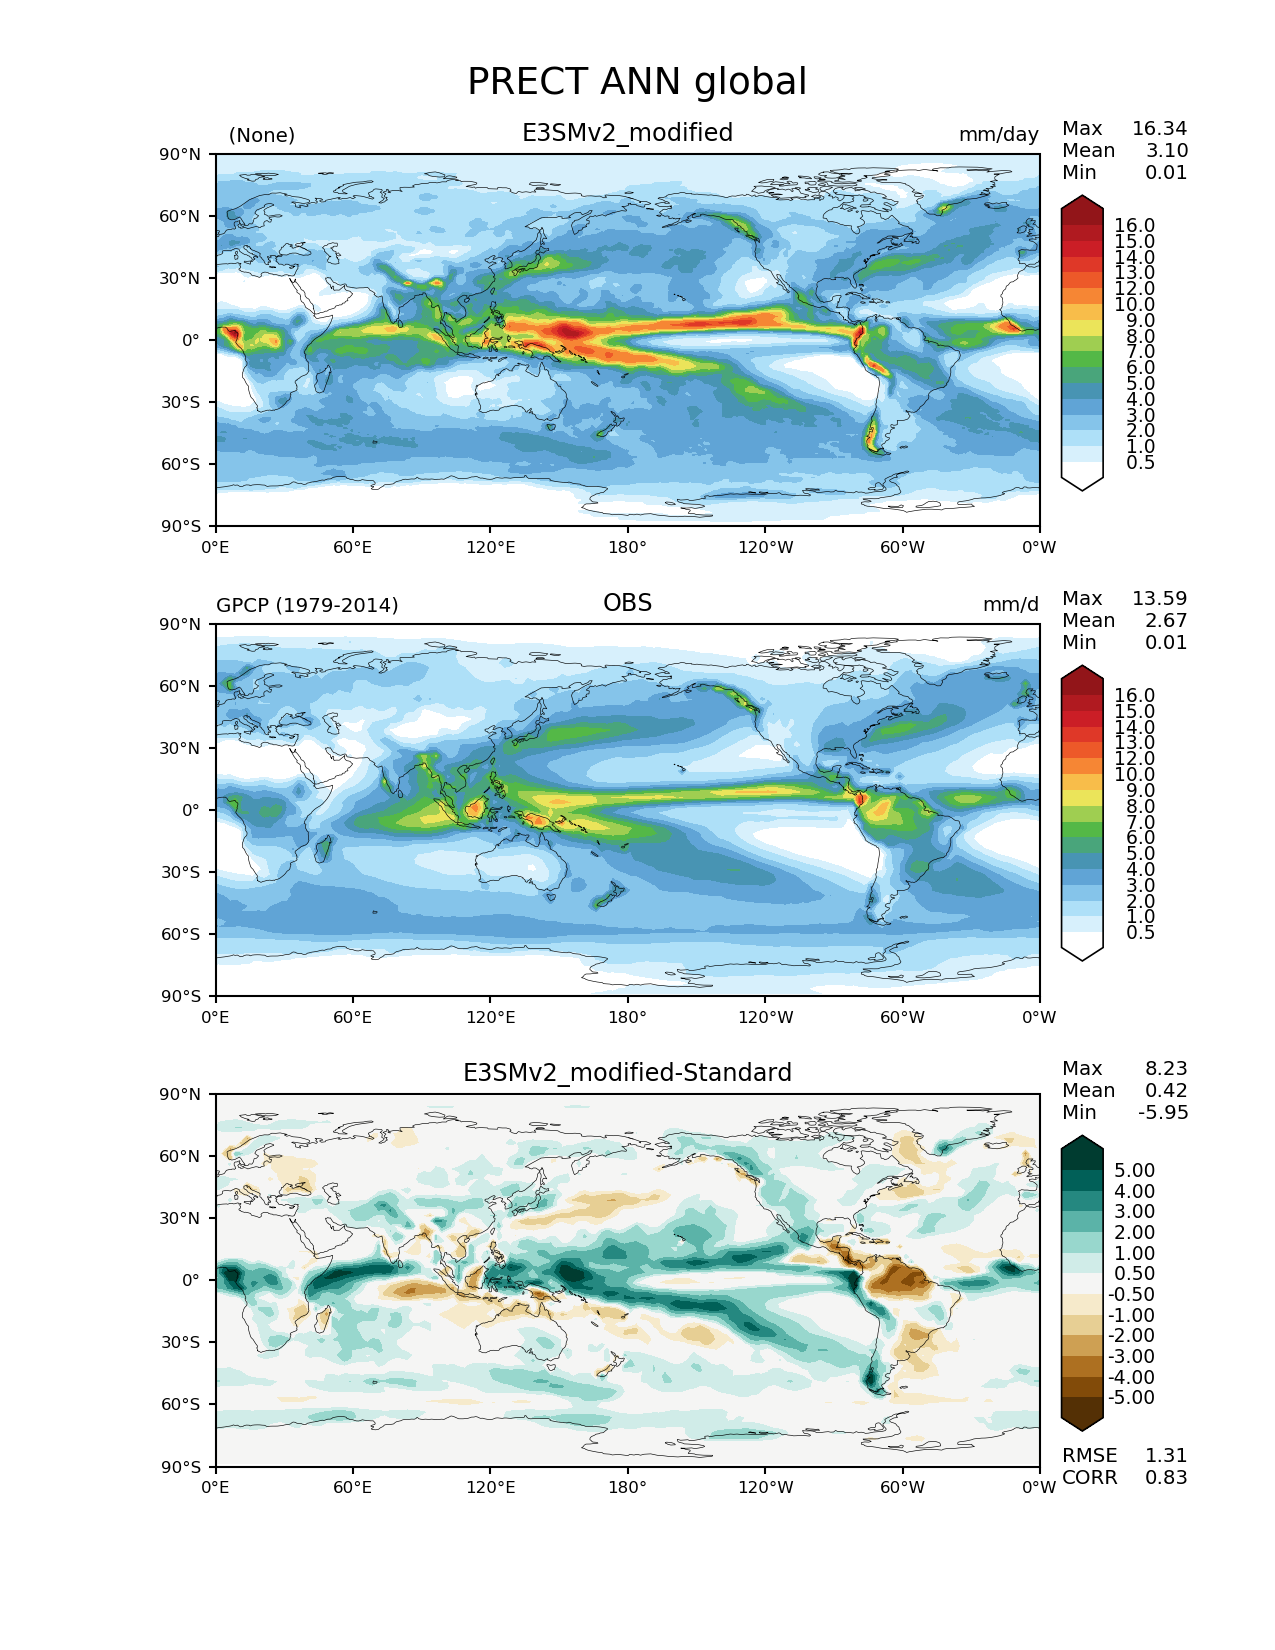 PRECT ANN global
(None) E3SMv2_modified mm/day
Max 16.34
Mean 3.10
Min 0.01
90°N
60°N
30°N
0°
30°S
60°S
90°S
0°E 60°E 120°E 180° 120°W 60°W 0°W
16.0
15.0
14.0
13.0
12.0
10.0
9.0
8.0
7.0
6.0
5.0
4.0
3.0
2.0
1.0
0.5
GPCP (1979-2014) OBS mm/d
Max 13.59
Mean 2.67
Min 0.01
90°N
60°N
30°N
0°
30°S
60°S
90°S
0°E 60°E 120°E 180° 120°W 60°W 0°W
16.0
15.0
14.0
13.0
12.0
10.0
9.0
8.0
7.0
6.0
5.0
4.0
3.0
2.0
1.0
0.5
E3SMv2_modified-Standard
Max 8.23
Mean 0.42
Min -5.95
90°N
60°N
30°N
0°
30°S
60°S
90°S
0°E 60°E 120°E 180° 120°W 60°W 0°W
5.00
4.00
3.00
2.00
1.00
0.50
-0.50
-1.00
-2.00
-3.00
-4.00
-5.00
RMSE 1.31
CORR 0.83